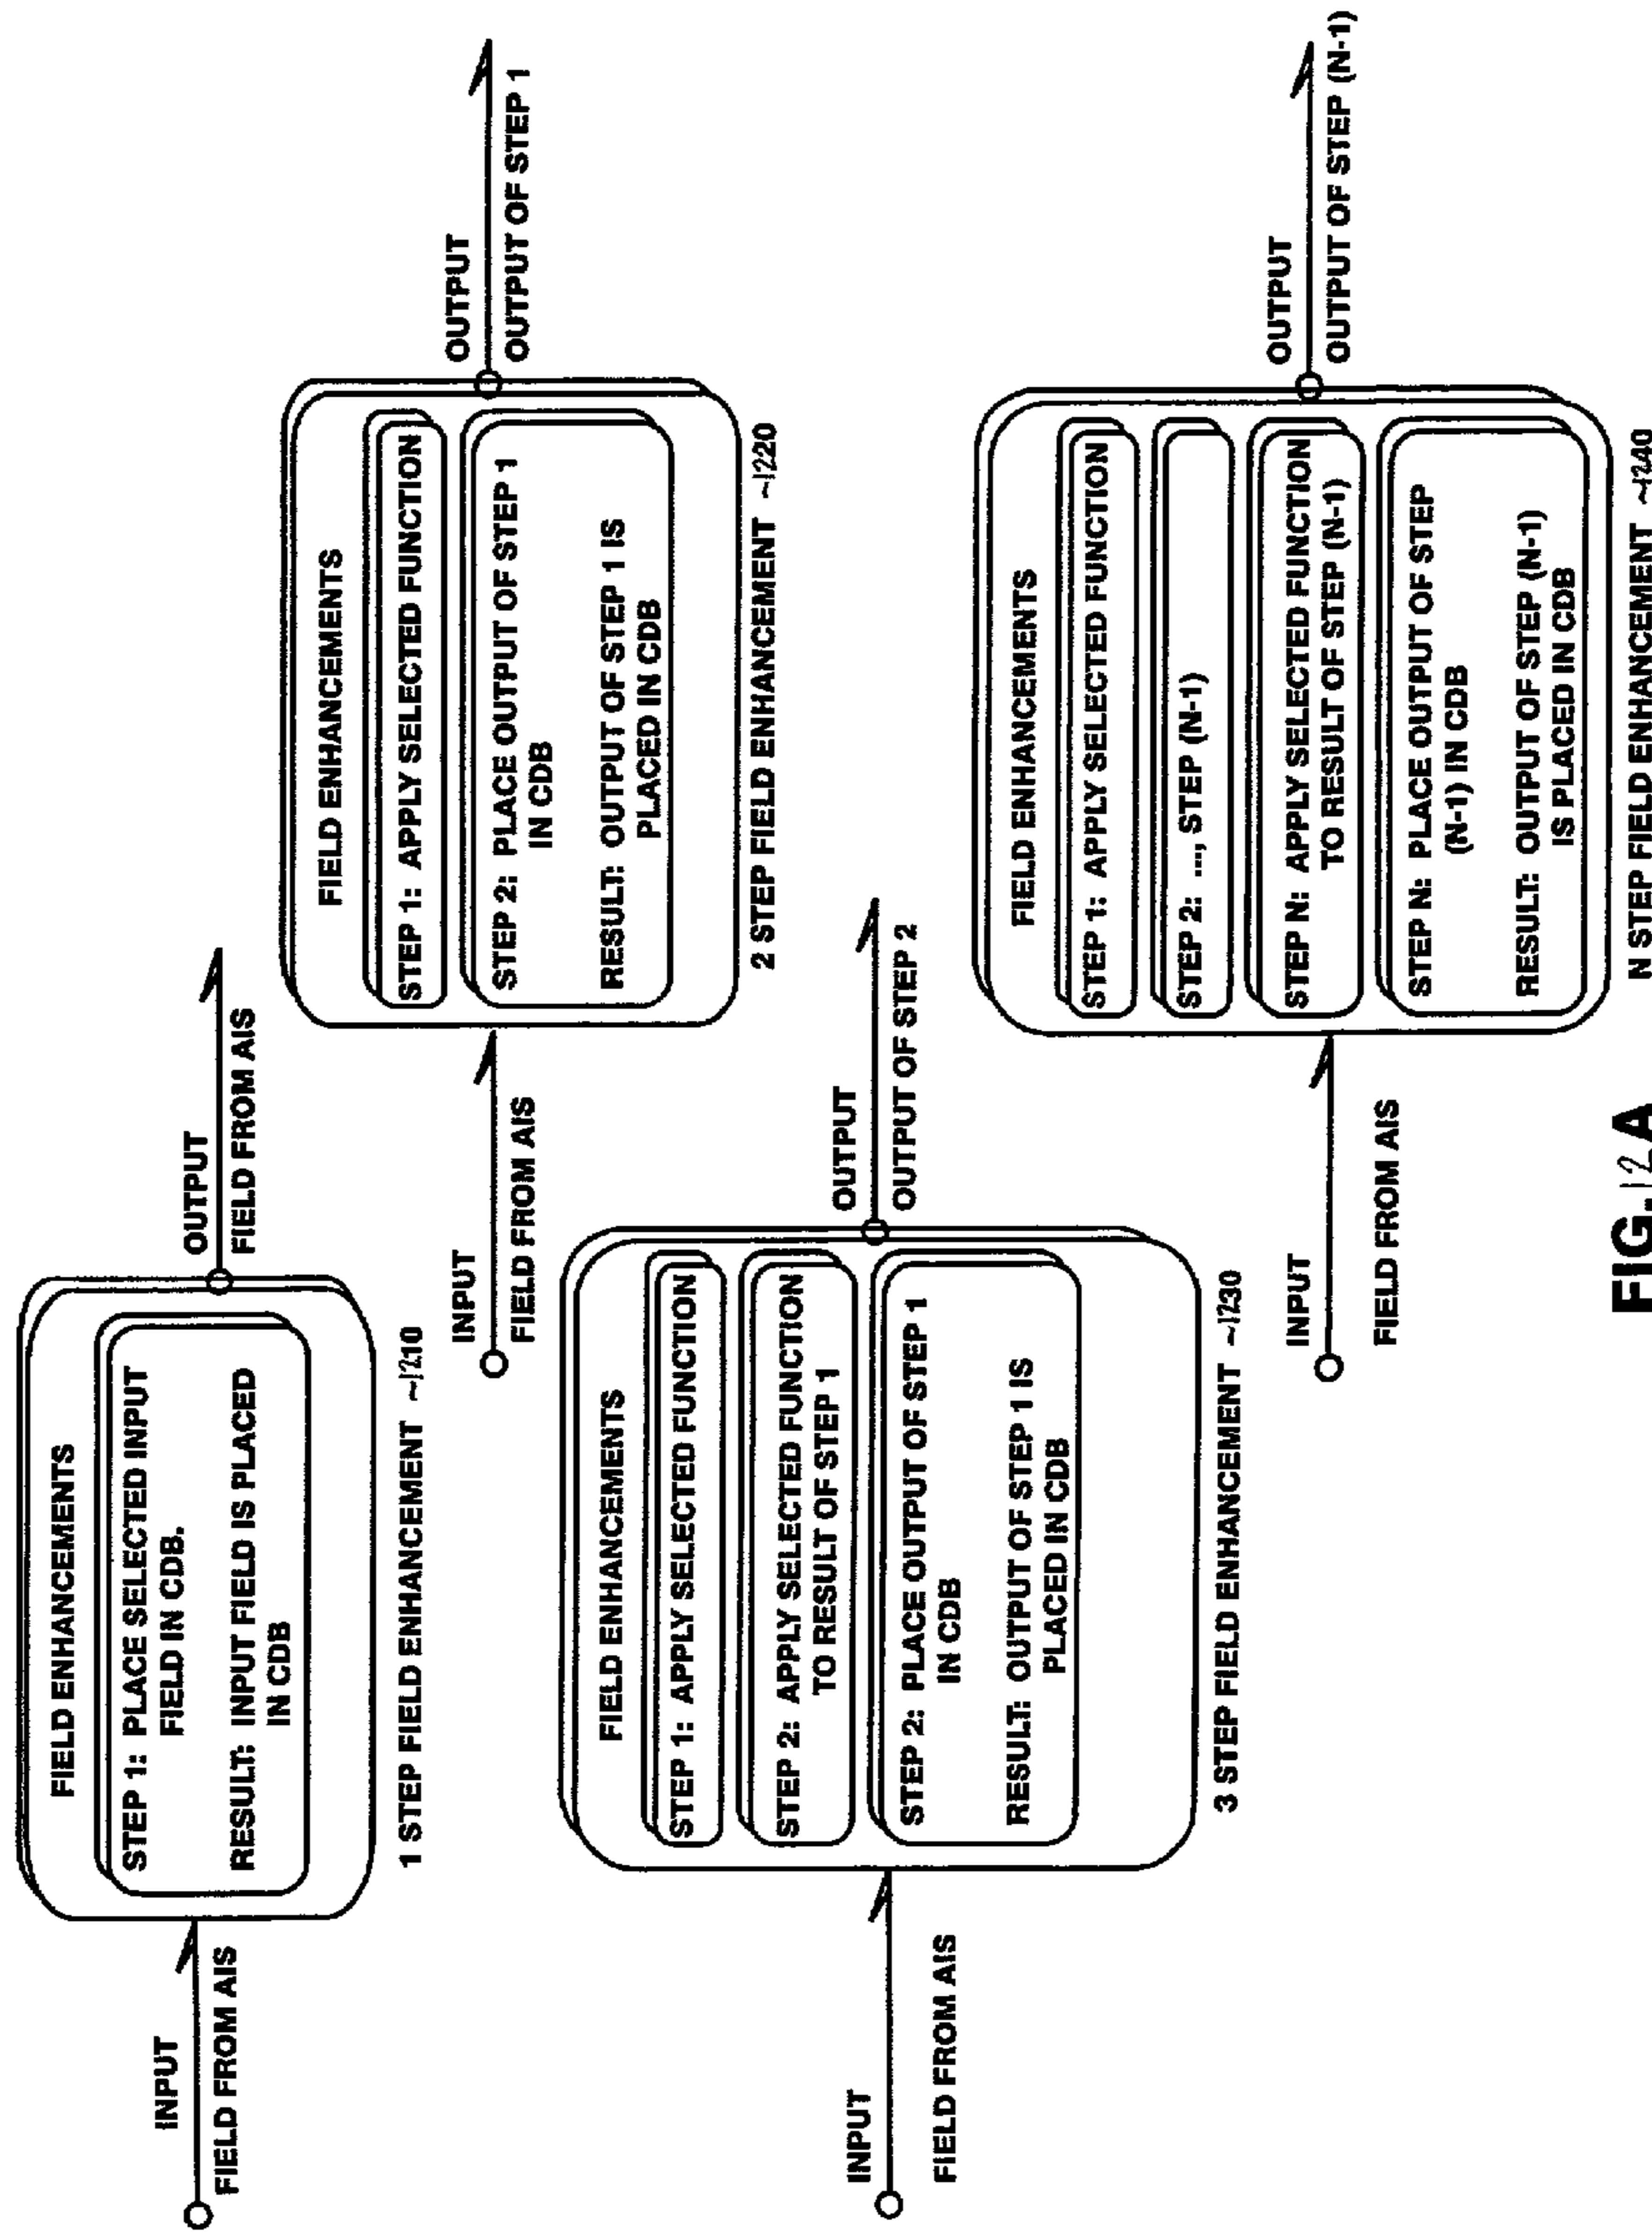 FIELD ENHANCEMENTS
STEP 1: PLACE SELECTED INPUT
FIELD IN CDB.
RESULT: INPUT FIELD IS PLACED
IN CDB
INPUT
FIELD FROM AIS
OUTPUT
FIELD FROM AIS
1 STEP FIELD ENHANCEMENT ~1210
FIELD ENHANCEMENTS
STEP 1: APPLY SELECTED FUNCTION
STEP 2: PLACE OUTPUT OF STEP 1
IN CDB
RESULT: OUTPUT OF STEP 1 IS
PLACED IN CDB
INPUT
FIELD FROM AIS
OUTPUT
OUTPUT OF STEP 1
2 STEP FIELD ENHANCEMENT ~1220
FIELD ENHANCEMENTS
STEP 1: APPLY SELECTED FUNCTION
STEP 2: APPLY SELECTED FUNCTION
TO RESULT OF STEP 1
STEP 2: PLACE OUTPUT OF STEP 1
IN CDB
RESULT: OUTPUT OF STEP 1 IS
PLACED IN CDB
INPUT
FIELD FROM AIS
OUTPUT
OUTPUT OF STEP 2
3 STEP FIELD ENHANCEMENT ~1230
FIELD ENHANCEMENTS
STEP 1: APPLY SELECTED FUNCTION
STEP 2: ..., STEP (N-1)
STEP N: APPLY SELECTED FUNCTION
TO RESULT OF STEP (N-1)
STEP N: PLACE OUTPUT OF STEP
(N-1) IN CDB
RESULT: OUTPUT OF STEP (N-1)
IS PLACED IN CDB
INPUT
FIELD FROM AIS
OUTPUT
OUTPUT OF STEP (N-1)
N STEP FIELD ENHANCEMENT ~1240
FIG. 12A